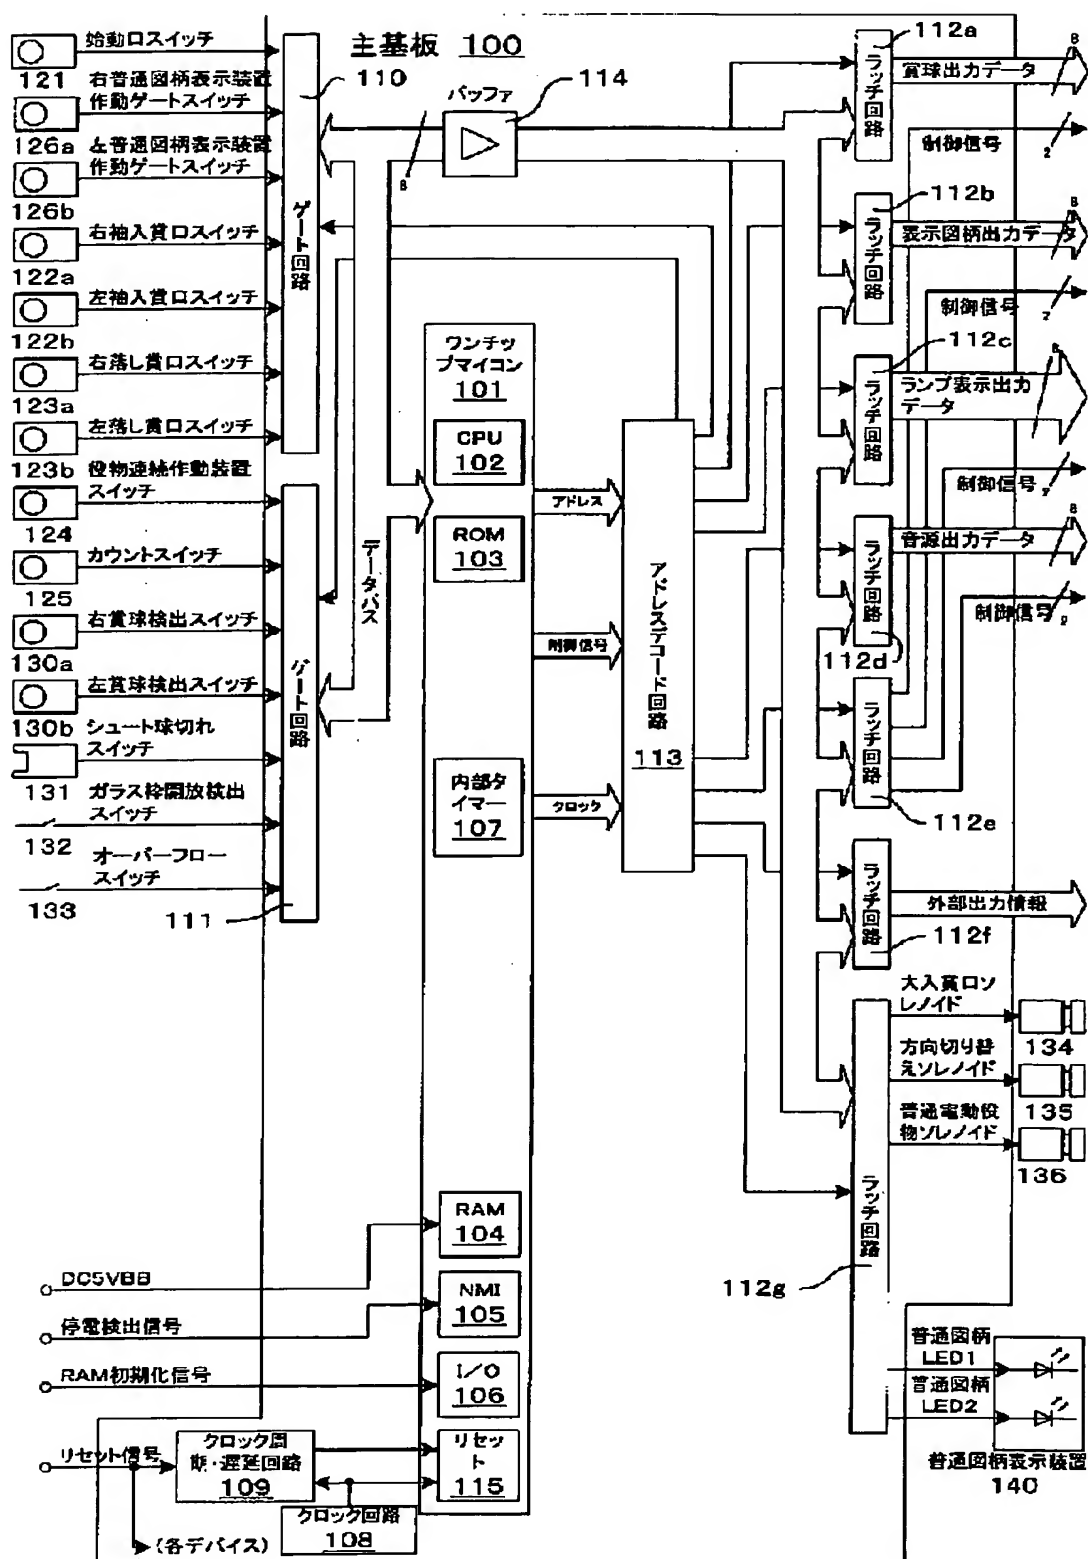 主基板 100
始動口スイッチ
121
右普通図柄表示装置
作動ゲートスイッチ
126a
左普通図柄表示装置
作動ゲートスイッチ
126b
右袖入賞口スイッチ
122a
左袖入賞口スイッチ
122b
右落し賞口スイッチ
123a
左落し賞口スイッチ
123b
役物連続作動装置
スイッチ
124
カウントスイッチ
125
右賞球検出スイッチ
130a
左賞球検出スイッチ
130b
シュート球切れ
スイッチ
131
ガラス枠開放検出
スイッチ
132
オーバーフロー
スイッチ
133
110
ゲート回路
ゲート回路
111
バッファ
114
8
データバス
ワンチッ
プマイコン
101
CPU
102
ROM
103
内部タ
イマー
107
RAM
104
NMI
105
I/O
106
リセッ
ト
115
アドレス
制御信号
クロック
アドレスデコード回路
113
112a
ラッチ回路
賞球出力データ
8
制御信号
2
112b
ラッチ回路
表示図柄出力データ
8
制御信号
2
112c
ラッチ回路
ランプ表示出力
データ
8
制御信号
2
ラッチ回路
音源出力データ
8
112d
制御信号
2
ラッチ回路
112e
ラッチ回路
外部出力情報
112f
大入賞口ソ
レノイド
134
方向切り替
えソレノイド
135
普通電動役
物ソレノイド
136
ラッチ回路
112g
普通図柄
LED1
普通図柄
LED2
普通図柄表示装置
140
DC5VBB
停電検出信号
RAM初期化信号
リセット信号
クロック周
期・遅延回路
109
クロック回路
108
(各デバイス)